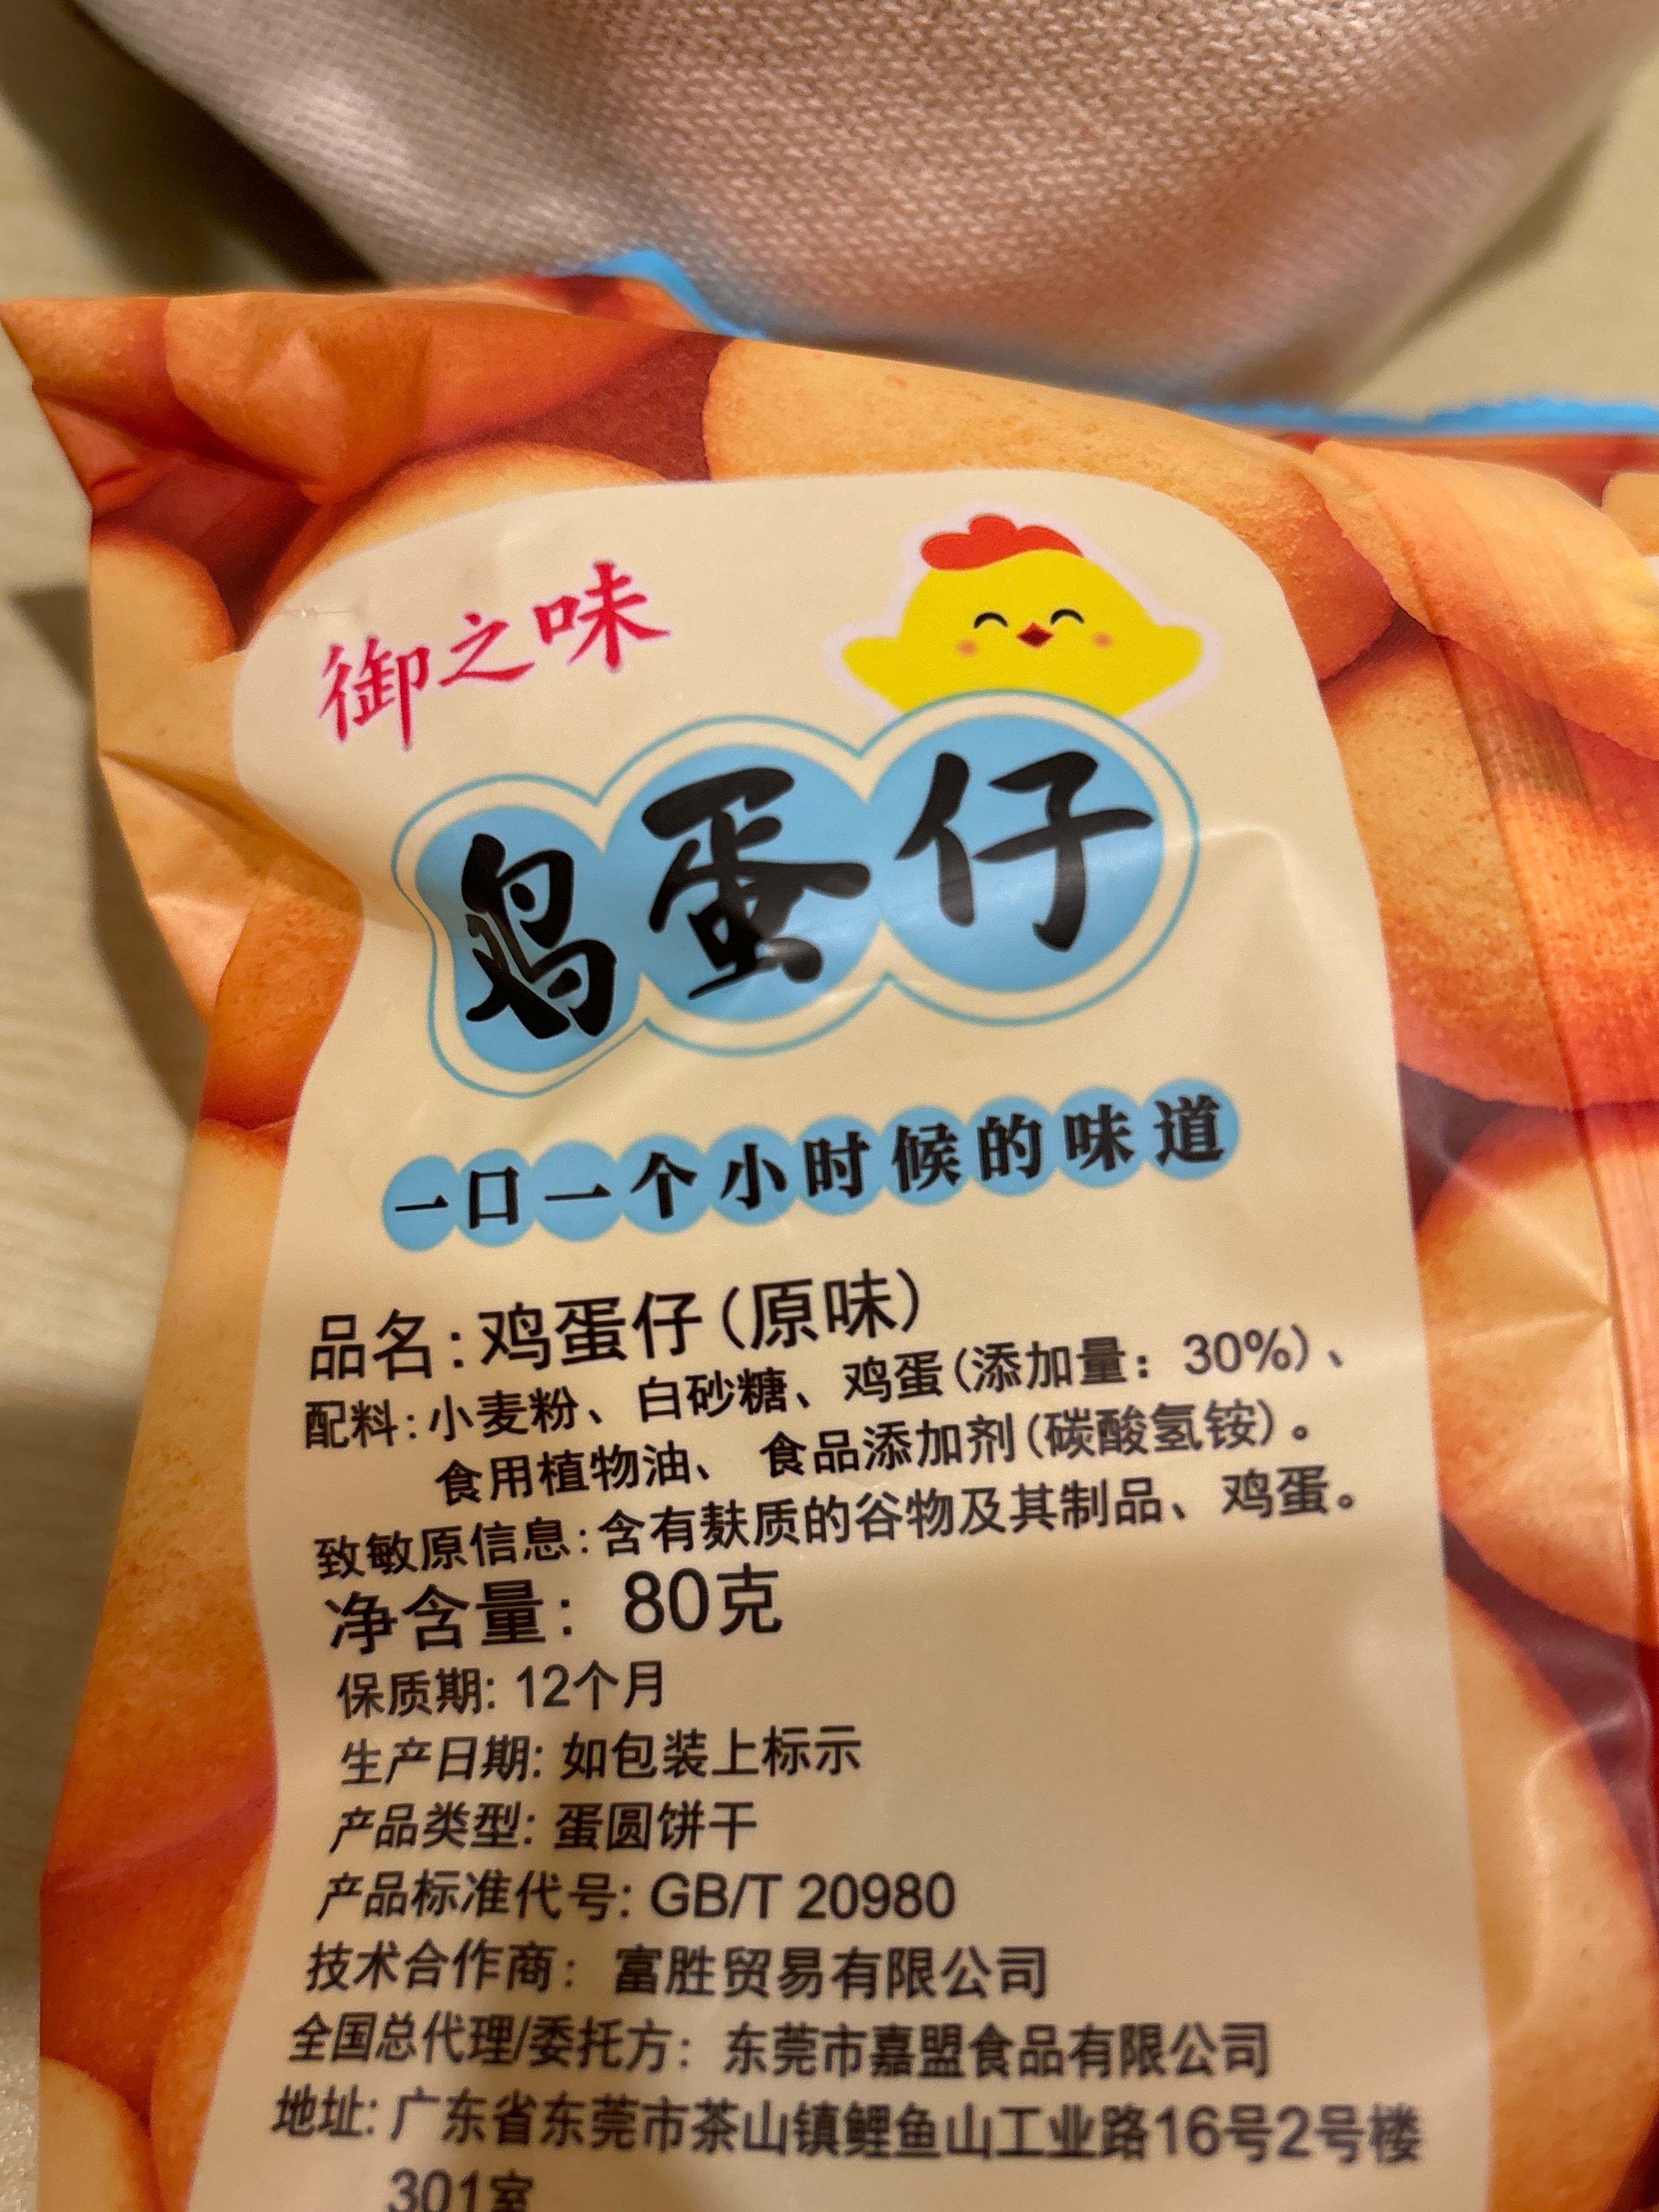 御之味
鸡蛋仔
一口一个小时候的味道
品名:鸡蛋仔(原味)
配料:小麦粉、白砂糖、鸡蛋(添加量：30%)、
食用植物油、 食品添加剂(碳酸氢铵)。
致敏原信息:含有麸质的谷物及其制品、鸡蛋。
净含量： 80克
保质期: 12个月
生产日期: 如包装上标示
产品类型: 蛋圆饼干
产品标准代号: GB/T 20980
技术合作商： 富胜贸易有限公司
全国总代理/委托方： 东莞市嘉盟食品有限公司
地址: 广东省东莞市茶山镇鲤鱼山工业路16号2号楼
301室